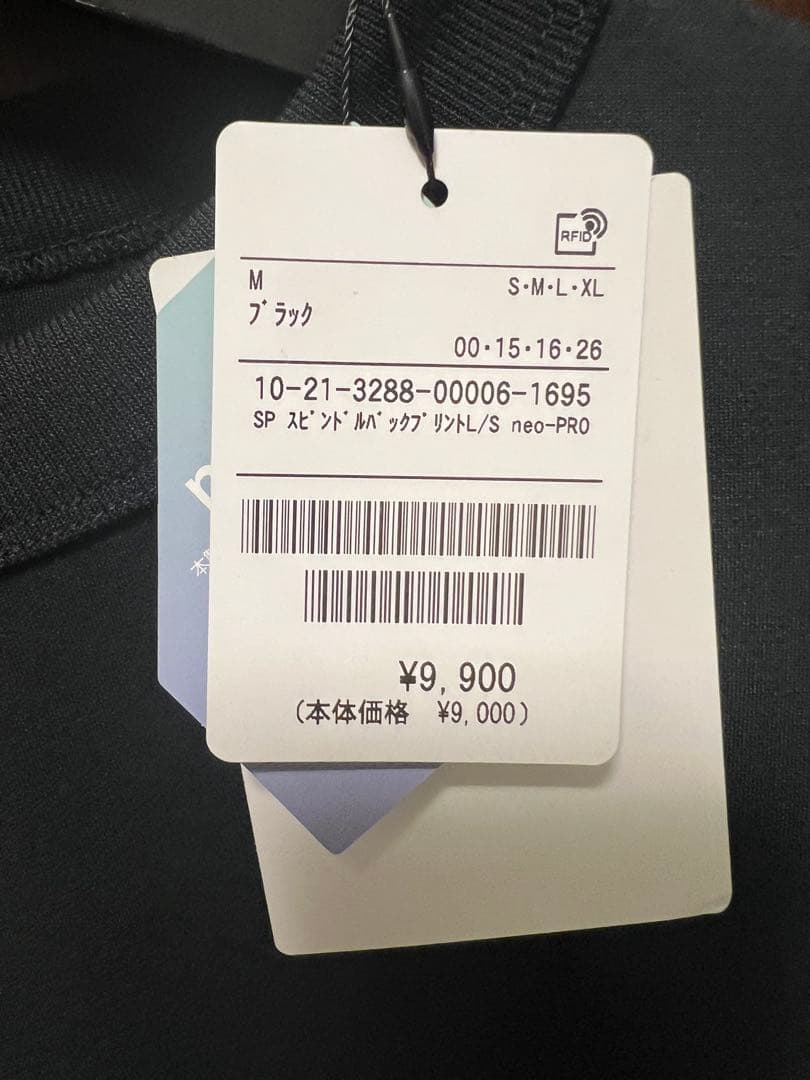 RFID
M S・M・L・XL
ﾌﾞﾗｯｸ
00・15・16・26
10-21-3288-00006-1695
SP ｽﾋﾟﾝﾄﾞﾙﾊﾞｯｸﾌﾟﾘﾝﾄL/S neo-PRO
¥9,900
(本体価格 ¥9,000)